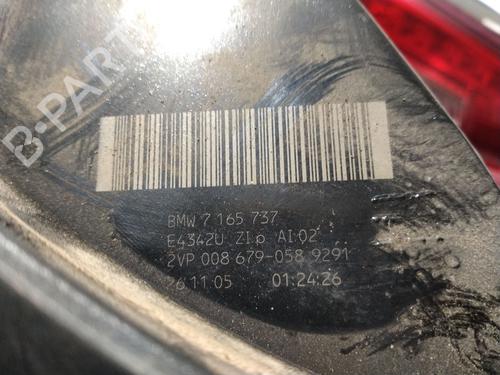 B-PARTS
BMW 7 165 737
E4342U ZI.o AI 02
2VP 008 679-058 9291
26 11 05 01:24:26